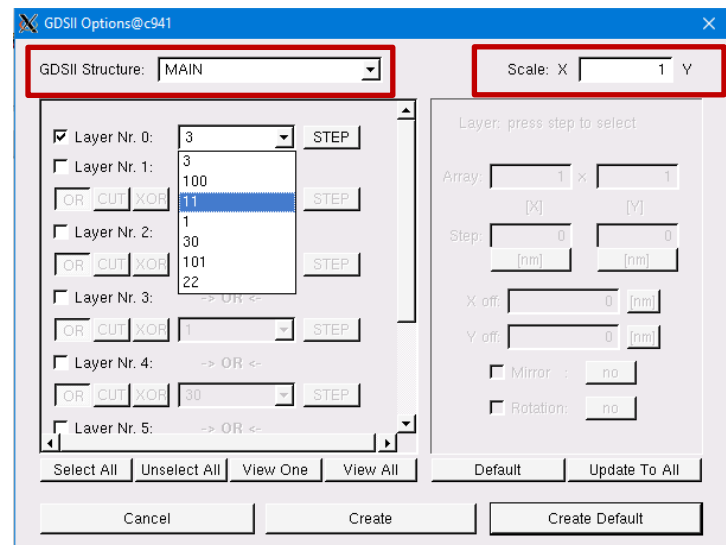 GDSII Options@c941
GDSII Structure: MAIN
Scale: X 1 Y
Layer Nr. 0: 3 STEP
3
100
11
1
30
101
22
Layer Nr. 1:
OR CUT XOR STEP
Layer Nr. 2:
OR CUT XOR STEP
Layer Nr. 3: -> OR <-
OR CUT XOR 1 STEP
Layer Nr. 4: -> OR <-
OR CUT XOR 30 STEP
Layer Nr. 5: -> OR <-
Select All Unselect All View One View All
Layer: press step to select
Array: 1 x 1
[X] [Y]
Step: 0 0
[nm] [nm]
X off: 0 [nm]
Y off: 0 [nm]
Mirror : no
Rotation: no
Default Update To All
Cancel Create Create Default